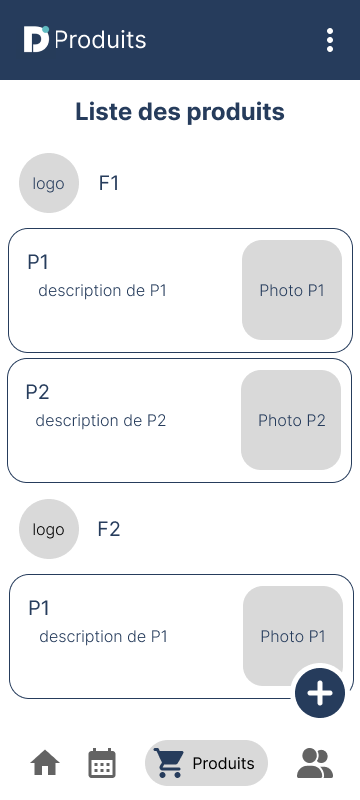 D Produits
Liste des produits
logo F1
P1
description de P1
Photo P1
P2
description de P2
Photo P2
logo F2
P1
description de P1
Photo P1
Produits